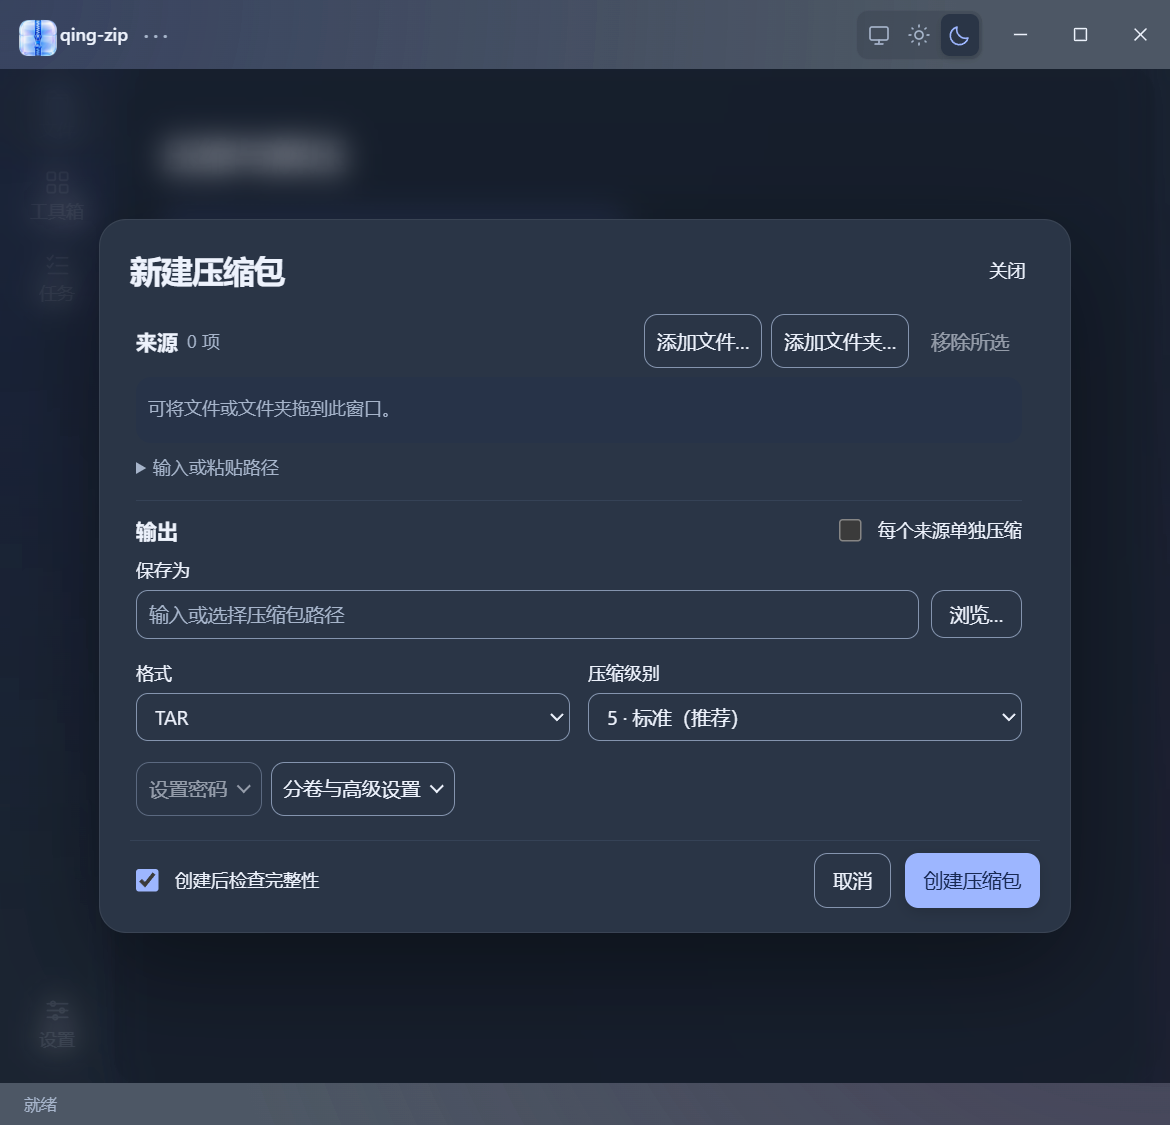 qing-zip ...
工具箱
任务
新建压缩包
关闭
来源 0 项
添加文件...
添加文件夹...
移除所选
可将文件或文件夹拖到此窗口。
输入或粘贴路径
输出
每个来源单独压缩
保存为
输入或选择压缩包路径
浏览...
格式
压缩级别
TAR
5 · 标准（推荐）
设置密码
分卷与高级设置
创建后检查完整性
取消
创建压缩包
设置
就绪